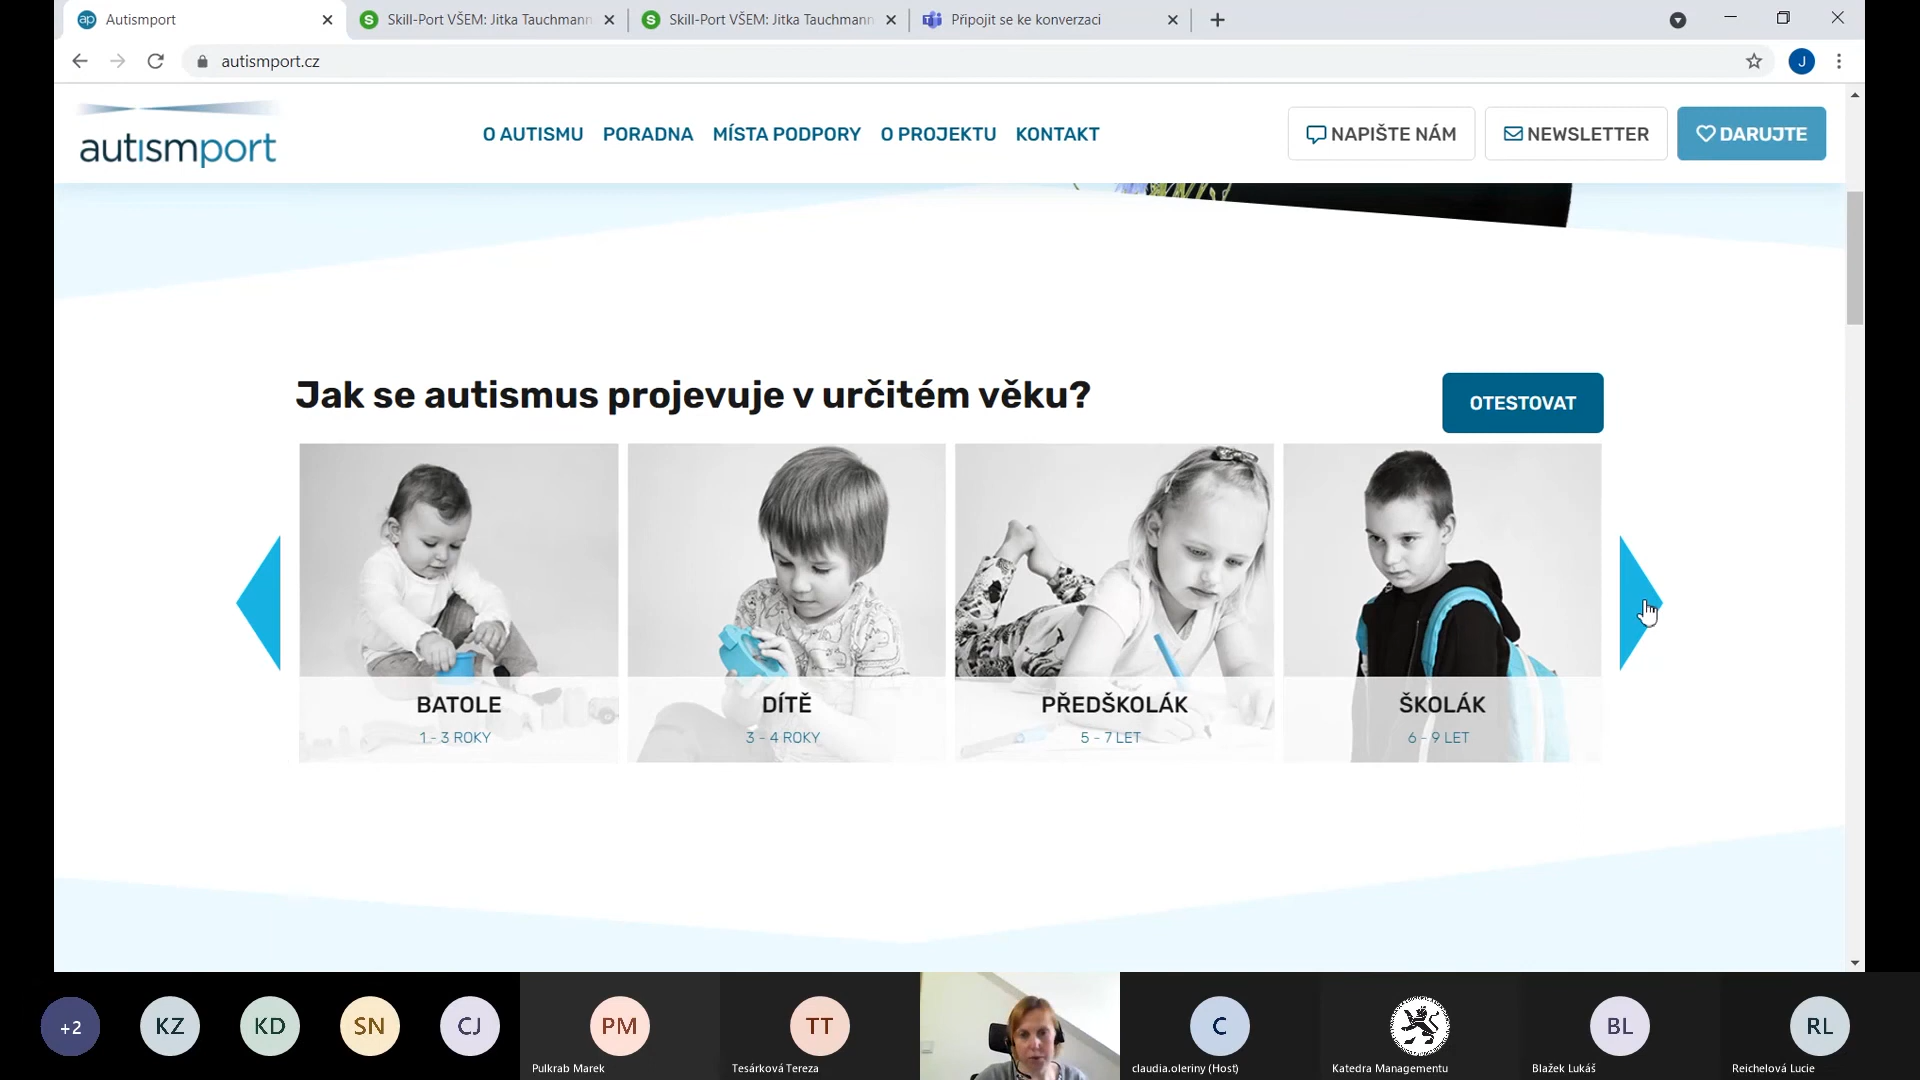 Autismport
Skill-Port VŠEM: Jitka Tauchmann
Skill-Port VŠEM: Jitka Tauchmann
Připojit se ke konverzaci
autismport.cz
J
autismport
O AUTISMU
PORADNA
MÍSTA PODPORY
O PROJEKTU
KONTAKT
NAPIŠTE NÁM
NEWSLETTER
DARUJTE
Jak se autismus projevuje v určitém věku?
OTESTOVAT
BATOLE
1 - 3 ROKY
DÍTĚ
3 - 4 ROKY
PŘEDŠKOLÁK
5 - 7 LET
ŠKOLÁK
6 - 9 LET
+2
KZ
KD
SN
CJ
PM
Pulkrab Marek
TT
Tesárková Tereza
C
claudia.oleriny (Host)
Katedra Managementu
BL
Blažek Lukáš
RL
Reichelová Lucie